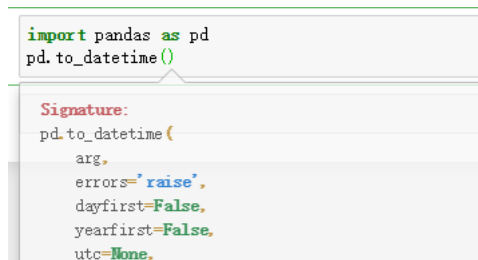 import pandas as pd
pd.to_datetime()
Signature:
pd.to_datetime(
arg,
errors='raise',
dayfirst=False,
yearfirst=False,
utc=None,